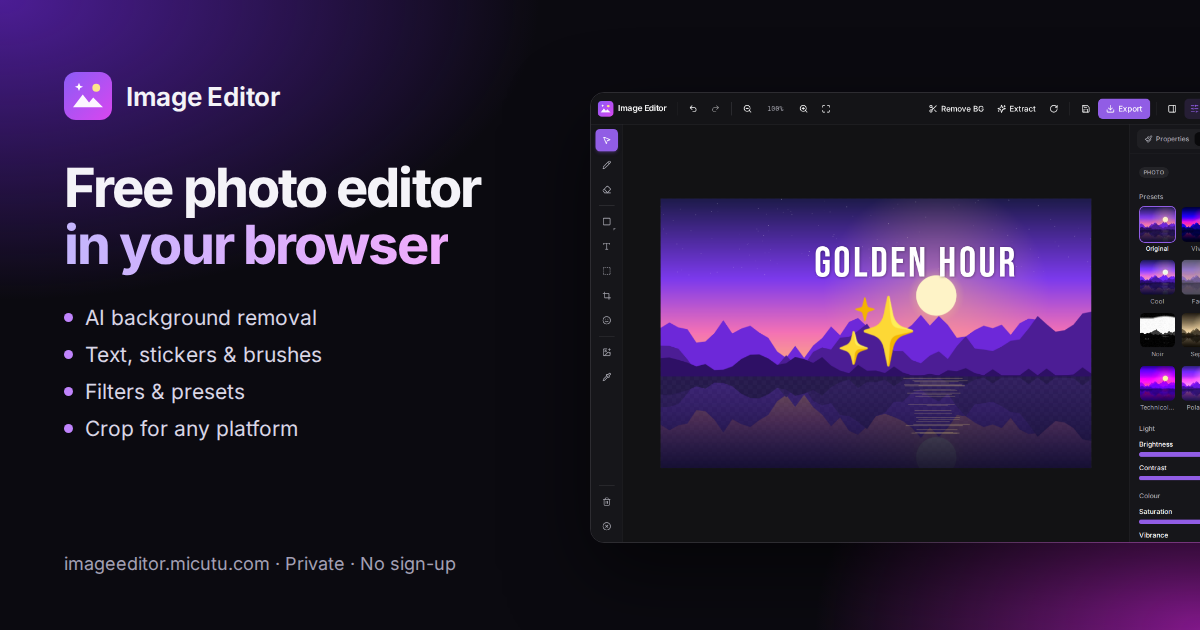 Image Editor
Free photo editor
in your browser
AI background removal
Text, stickers & brushes
Filters & presets
Crop for any platform
imageeditor.micutu.com · Private · No sign-up
Image Editor
100%
Remove BG
Extract
Export
Properties
PHOTO
Presets
Original
Cool
Noir
Technicol...
Light
Brightness
Contrast
Colour
Saturation
Vibrance
GOLDEN HOUR